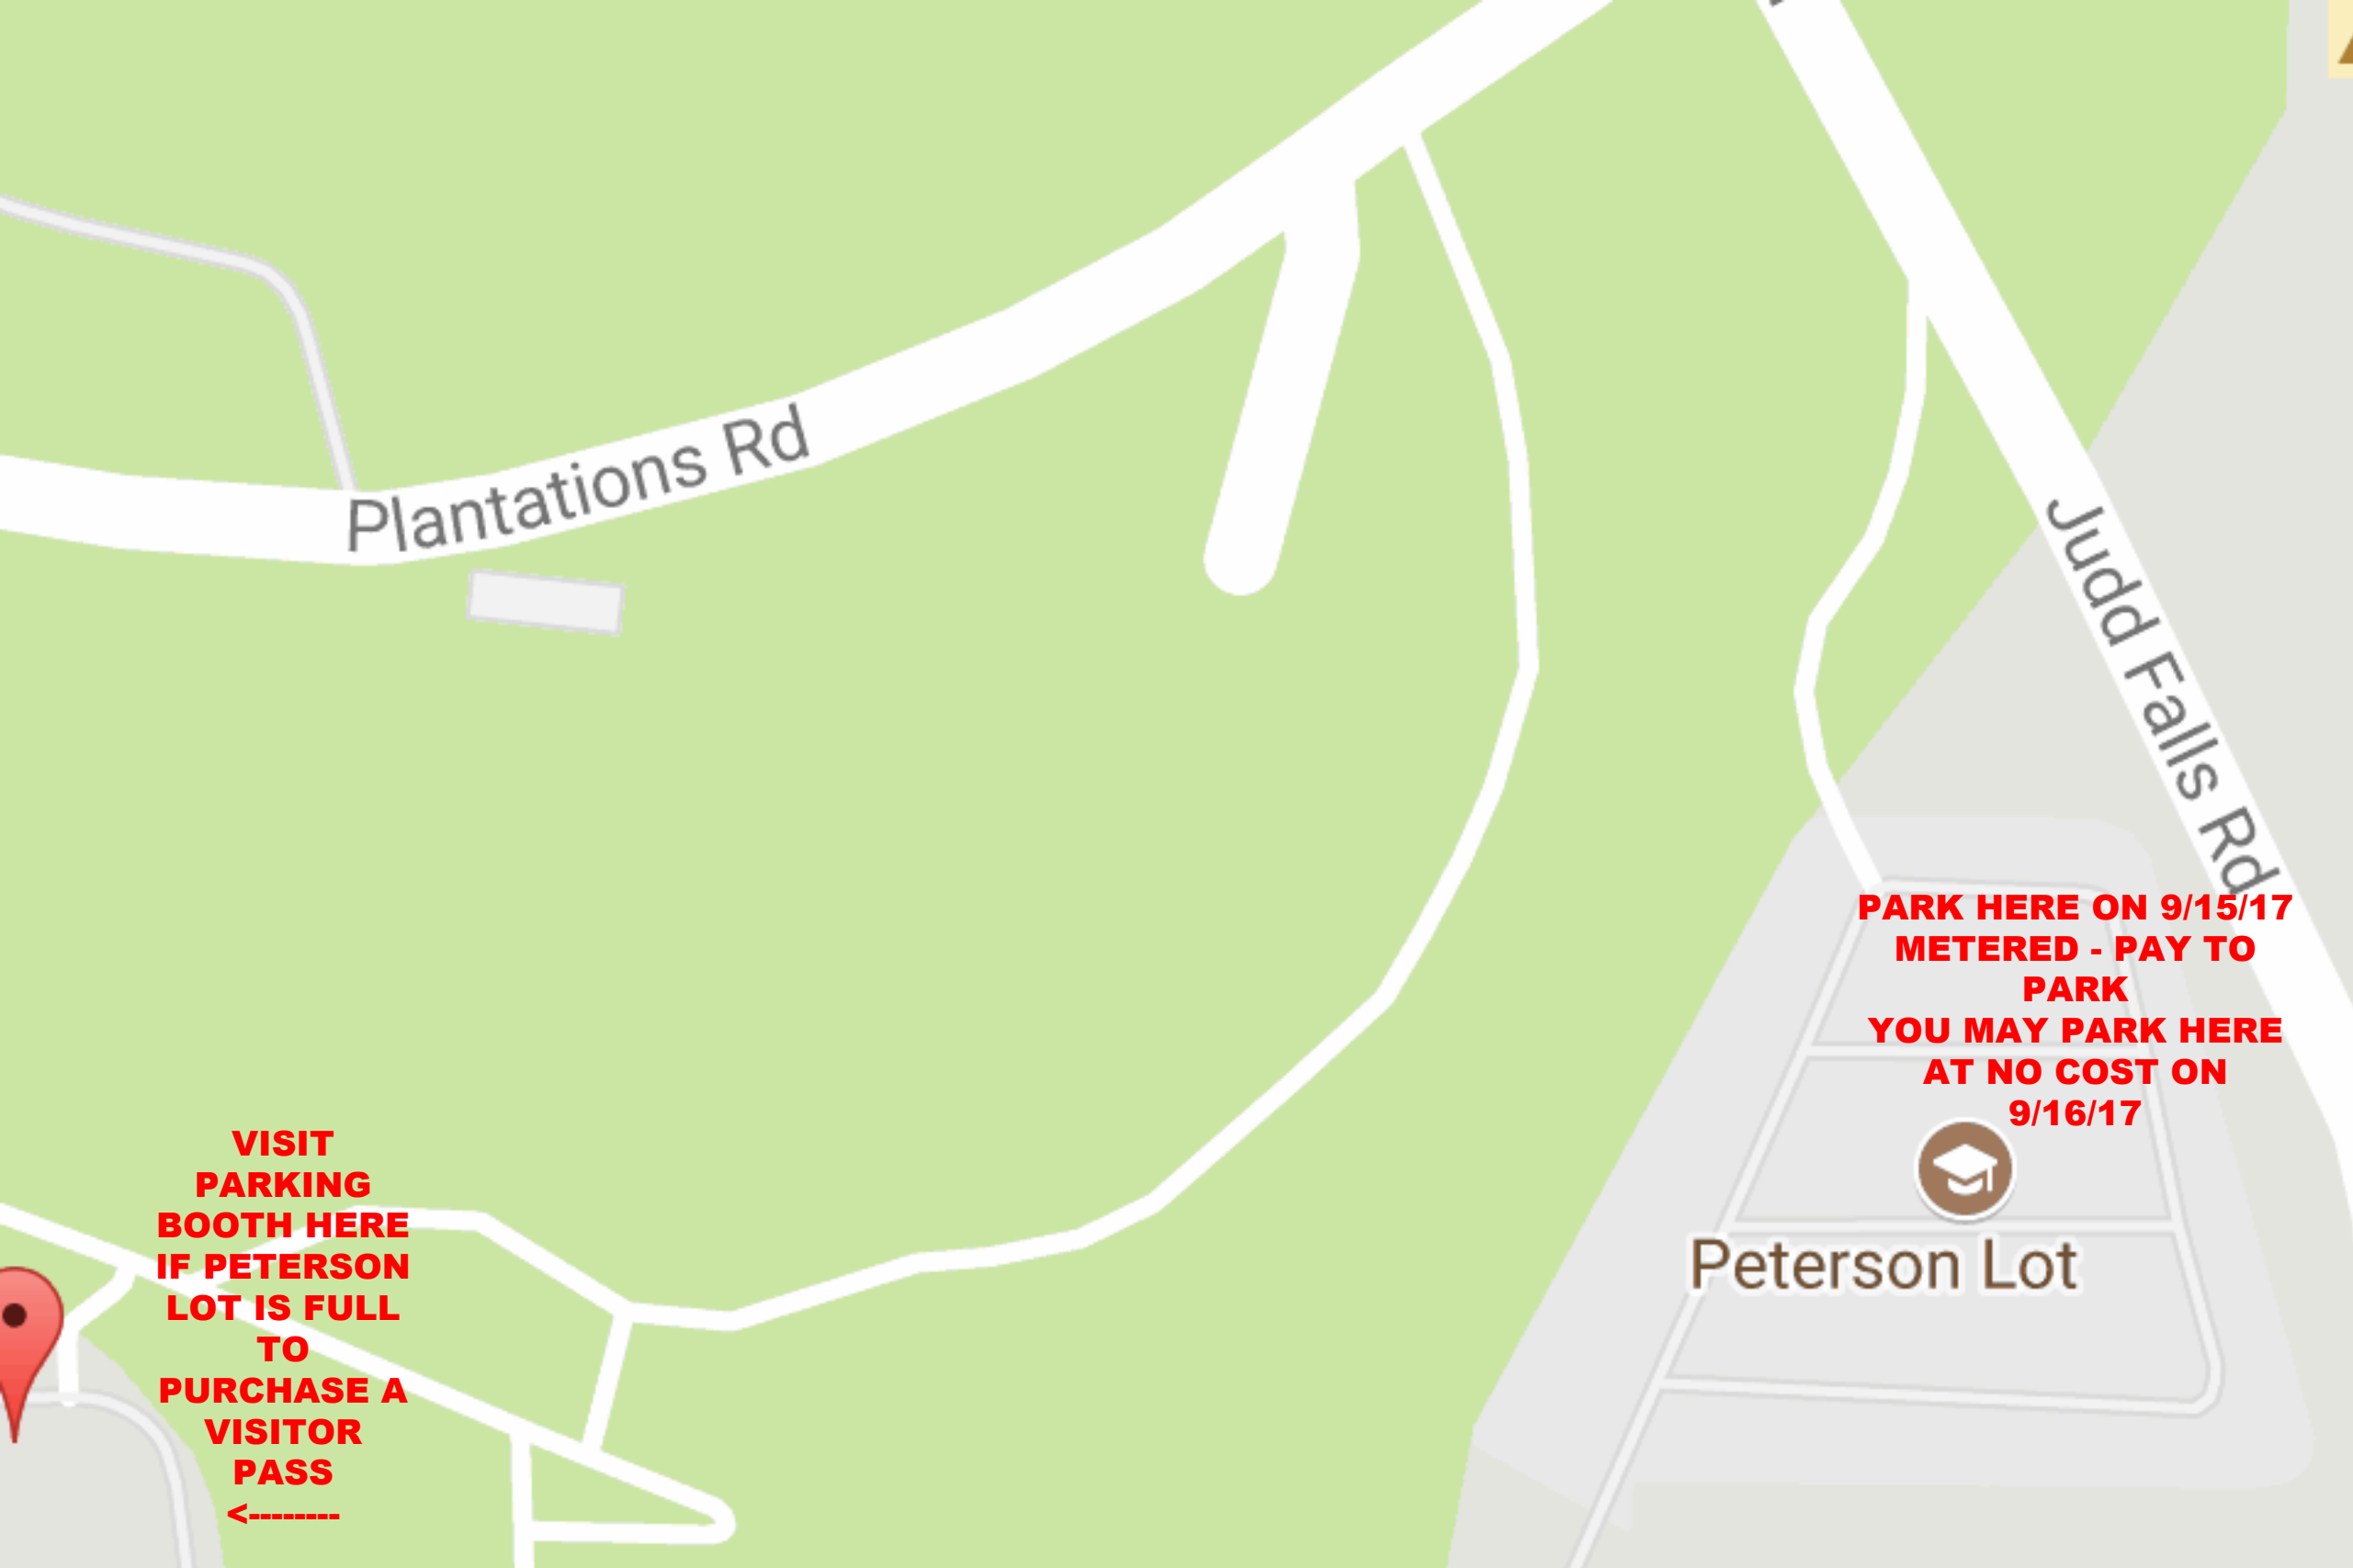 Plantations Rd
Judd Falls Rd
PARK HERE ON 9/15/17
METERED - PAY TO
PARK
YOU MAY PARK HERE
AT NO COST ON
9/16/17
Peterson Lot
VISIT
PARKING
BOOTH HERE
IF PETERSON
LOT IS FULL
TO
PURCHASE A
VISITOR
PASS
<--------